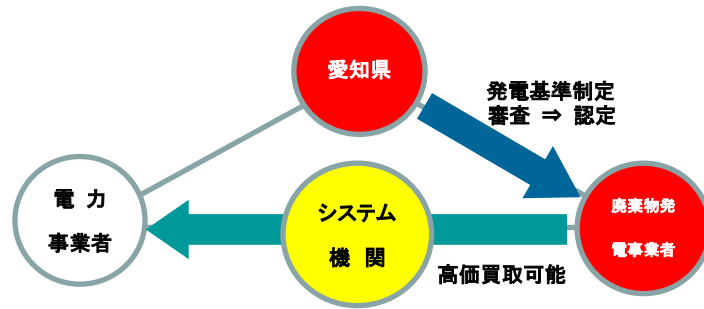 愛知県
発電基準制定
審査 ⇒ 認定
電 力
事業者
システム
機 関
廃棄物発
電事業者
高価買取可能